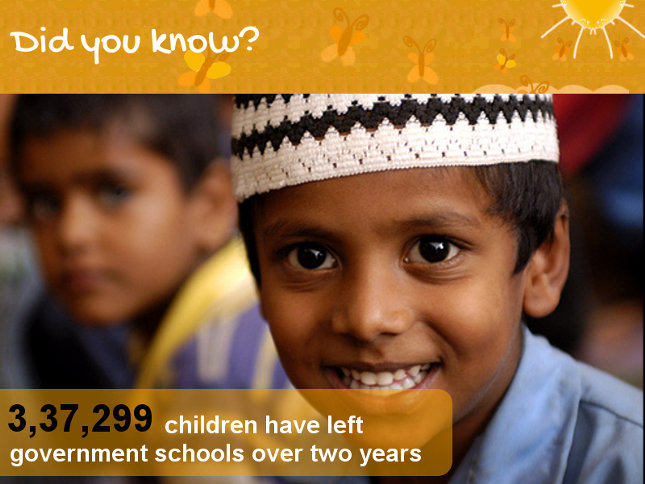 Did you know?
3,37,299 children have left
government schools over two years